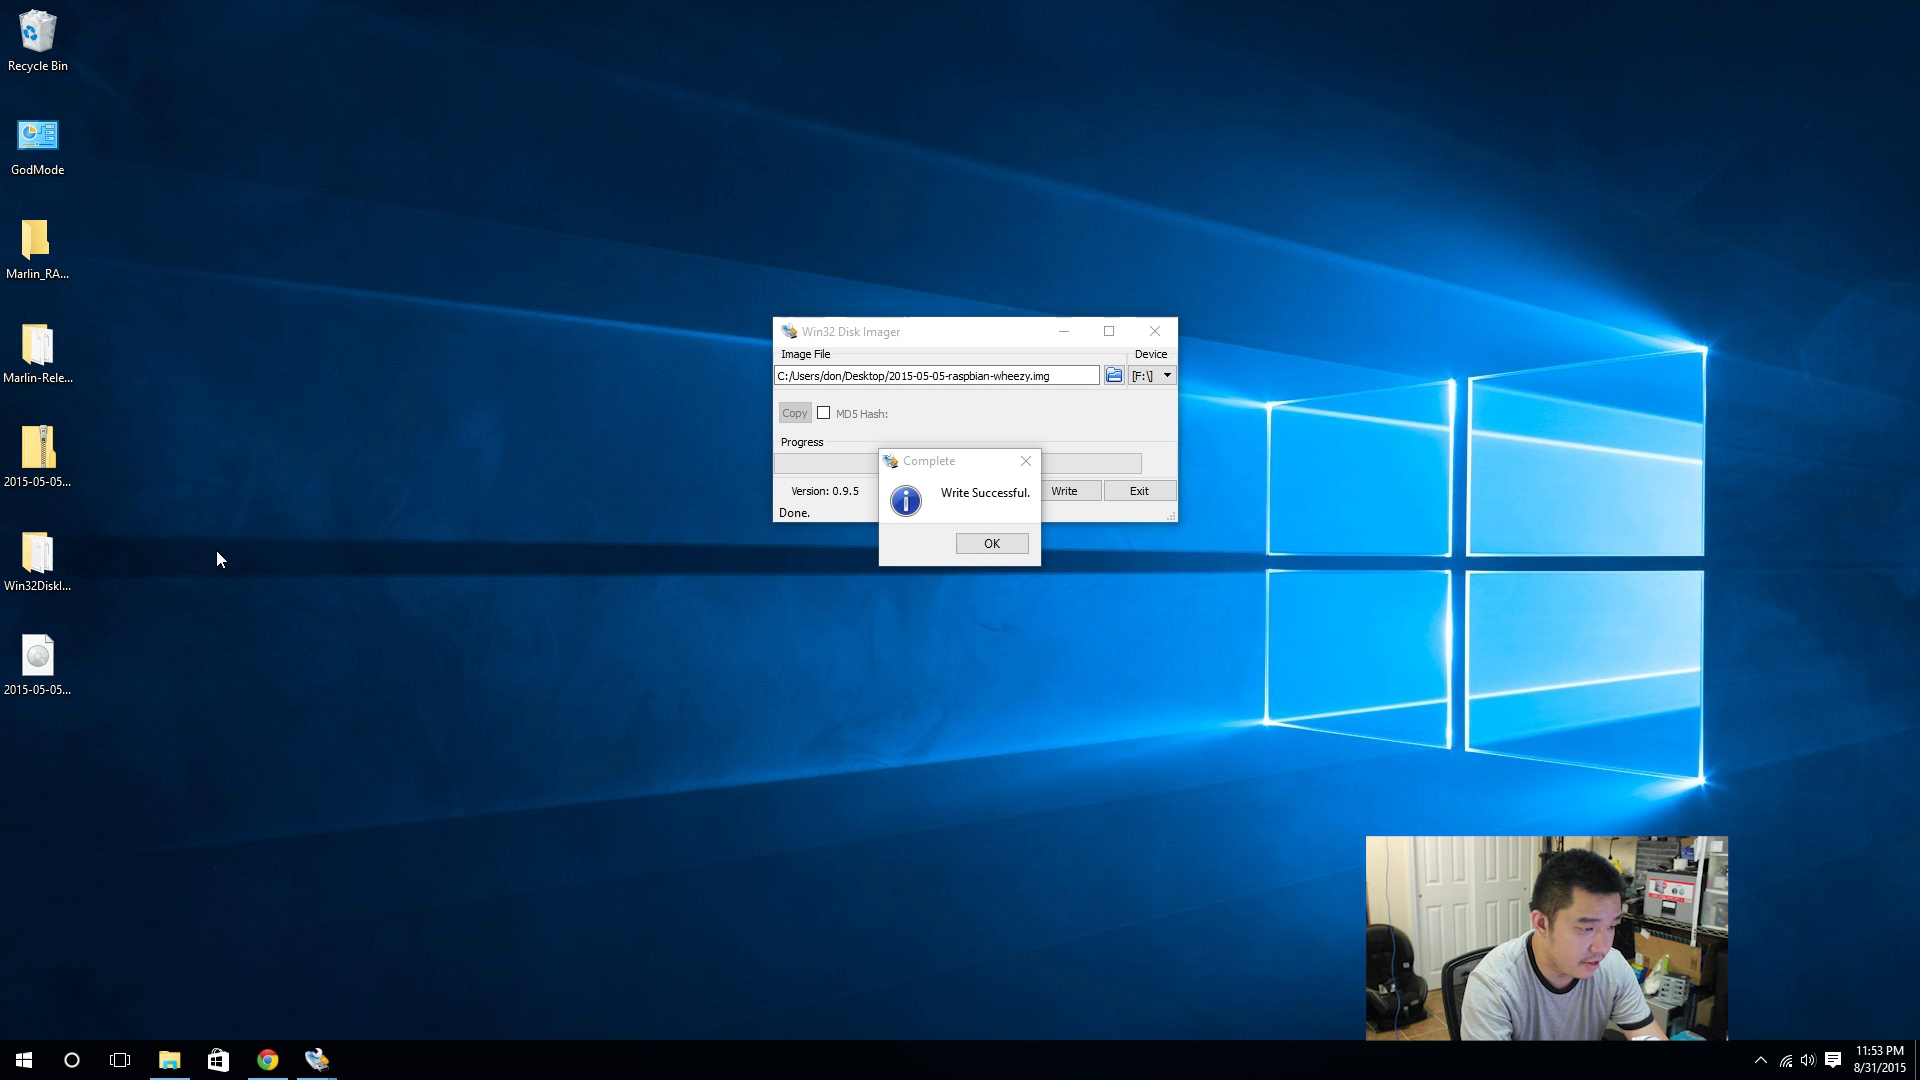 Recycle Bin
GodMode
Marlin_RA...
Marlin-Rele...
2015-05-05...
Win32DiskI...
2015-05-05...
Win32 Disk Imager
Image File
Device
C:/Users/don/Desktop/2015-05-05-raspbian-wheezy.img
[F:\]
Copy
MD5 Hash:
Progress
Complete
Write Successful.
OK
Version: 0.9.5
Write
Exit
Done.
11:53 PM
8/31/2015